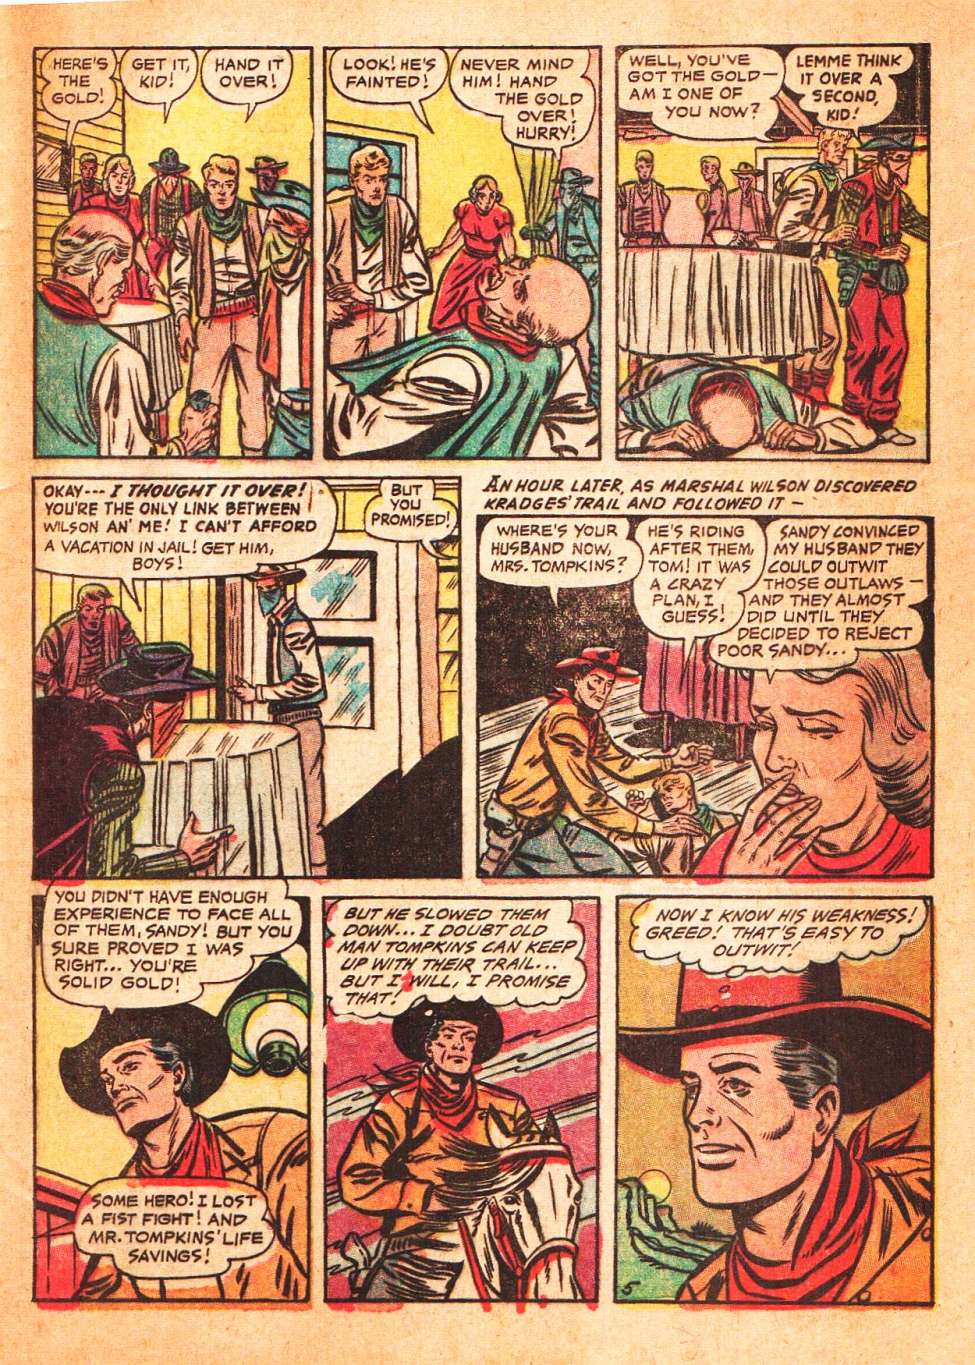 HERE'S
THE
GOLD!
GET IT,
KID!
HAND IT
OVER!
LOOK! HE'S
FAINTED!
NEVER MIND
HIM! HAND
THE GOLD
OVER!
HURRY!
WELL, YOU'VE
GOT THE GOLD—
AM I ONE OF
YOU NOW?
LEMME THINK
IT OVER A
SECOND,
KID!
OKAY--- I THOUGHT IT OVER!
YOU'RE THE ONLY LINK BETWEEN
WILSON AN' ME! I CAN'T AFFORD
A VACATION IN JAIL! GET HIM,
BOYS!
BUT
YOU
PROMISED!
AN HOUR LATER, AS MARSHAL WILSON DISCOVERED
KRADGES' TRAIL AND FOLLOWED IT —
WHERE'S YOUR
HUSBAND NOW,
MRS. TOMPKINS?
HE'S RIDING
AFTER THEM,
TOM! IT WAS
A CRAZY
PLAN, I
GUESS!
SANDY CONVINCED
MY HUSBAND THEY
COULD OUTWIT
THOSE OUTLAWS —
AND THEY ALMOST
DID UNTIL THEY
DECIDED TO REJECT
POOR SANDY...
YOU DIDN'T HAVE ENOUGH
EXPERIENCE TO FACE ALL
OF THEM, SANDY! BUT YOU
SURE PROVED I WAS
RIGHT... YOU'RE
SOLID GOLD!
SOME HERO! I LOST
A FIST FIGHT! AND
MR. TOMPKINS' LIFE
SAVINGS!
BUT HE SLOWED THEM
DOWN... I DOUBT OLD
MAN TOMPKINS CAN KEEP
UP WITH THEIR TRAIL...
BUT I WILL, I PROMISE
THAT!
NOW I KNOW HIS WEAKNESS!
GREED! THAT'S EASY TO
OUTWIT!
5